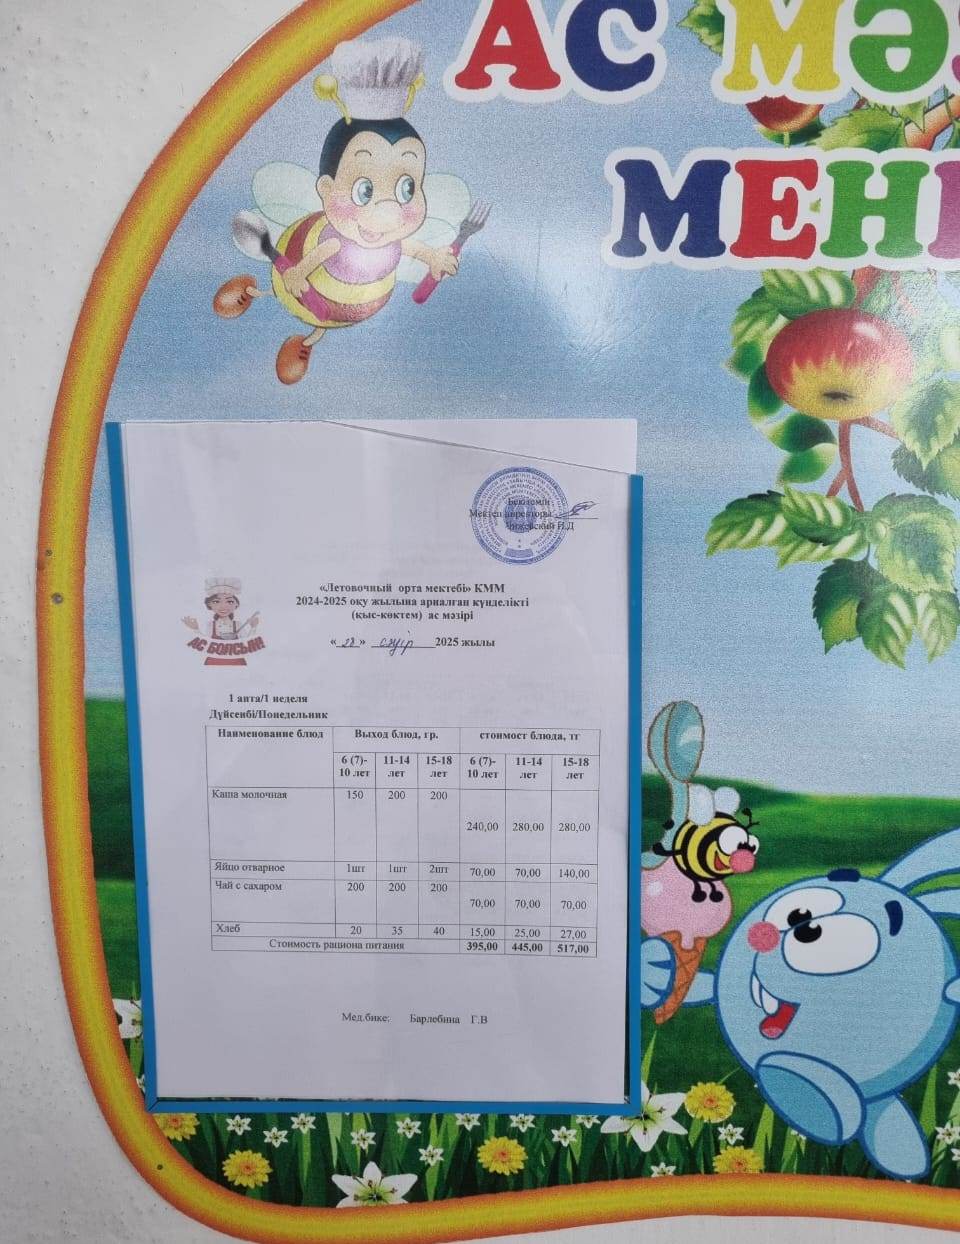 АС МӘЗ
МЕН
Бекітемін
Мектеп директоры
Чижевский Н.Д
«Летовочный орта мектебі» КММ
2024-2025 оқу жылына арналған күнделікті
(қыс-көктем) ас мәзірі
« 28 » сәуір 2025 жылы
АС БОЛСЫН!
1 апта/1 неделя
Дүйсенбі/Понедельник
Наименование блюд Выход блюд, гр. стоимост блюда, тг
6 (7)-10 лет 11-14 лет 15-18 лет 6 (7)-10 лет 11-14 лет 15-18 лет
Каша молочная 150 200 200 240,00 280,00 280,00
Яйцо отварное 1шт 1шт 2шт 70,00 70,00 140,00
Чай с сахаром 200 200 200 70,00 70,00 70,00
Хлеб 20 35 40 15,00 25,00 27,00
Стоимость рациона питания 395,00 445,00 517,00
Мед.бике: Барлебина Г.В